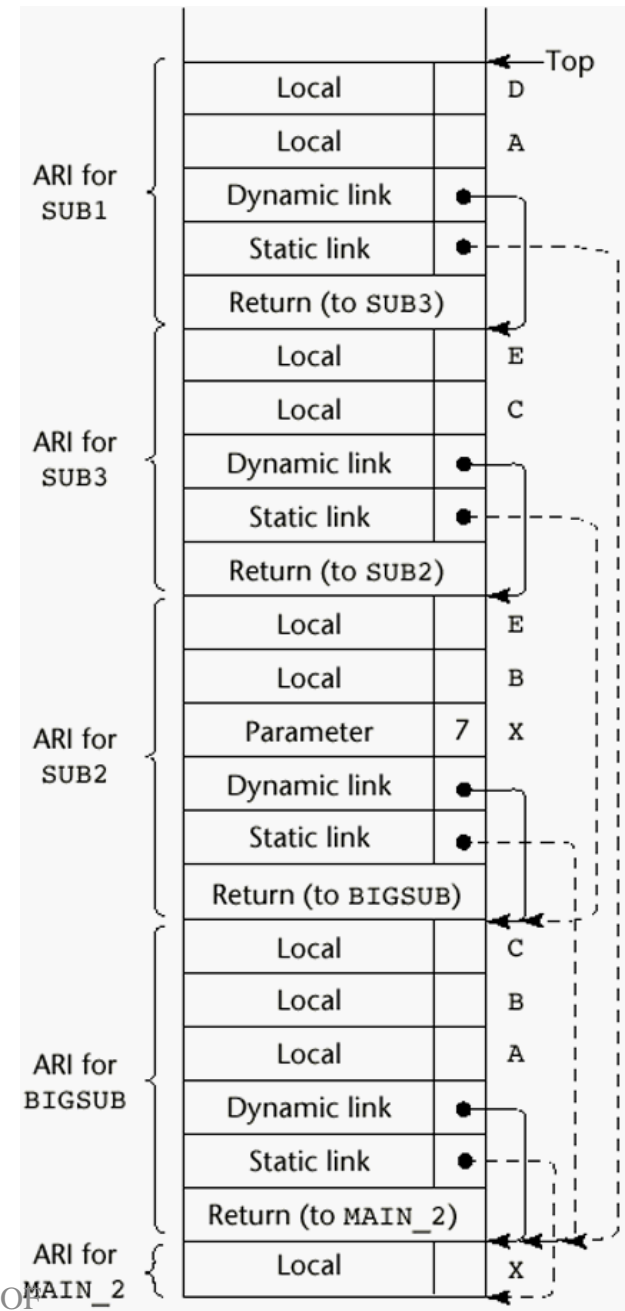 Top
Local D
Local A
ARI for
SUB1
Dynamic link
Static link
Return (to SUB3)
Local E
Local C
ARI for
SUB3
Dynamic link
Static link
Return (to SUB2)
Local E
Local B
Parameter 7 X
ARI for
SUB2
Dynamic link
Static link
Return (to BIGSUB)
Local C
Local B
Local A
ARI for
BIGSUB
Dynamic link
Static link
Return (to MAIN_2)
ARI for
MAIN_2
Local X
OF